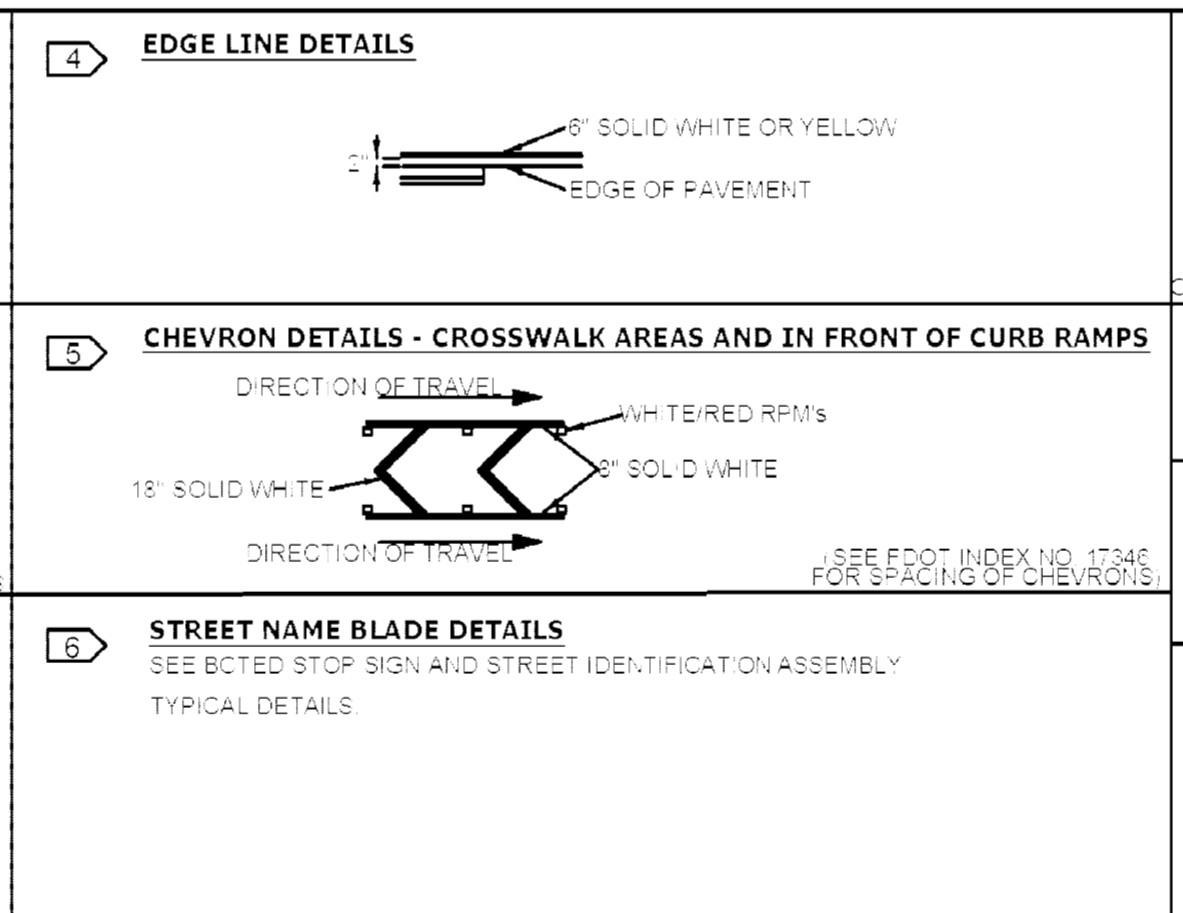 4
EDGE LINE DETAILS
6" SOLID WHITE OR YELLOW
2"
EDGE OF PAVEMENT
5
CHEVRON DETAILS - CROSSWALK AREAS AND IN FRONT OF CURB RAMPS
DIRECTION OF TRAVEL
WHITE/RED RPM's
8" SOLID WHITE
18" SOLID WHITE
DIRECTION OF TRAVEL
(SEE FDOT INDEX NO. 17346
FOR SPACING OF CHEVRONS)
6
STREET NAME BLADE DETAILS
SEE BCTED STOP SIGN AND STREET IDENTIFICATION ASSEMBLY
TYPICAL DETAILS.